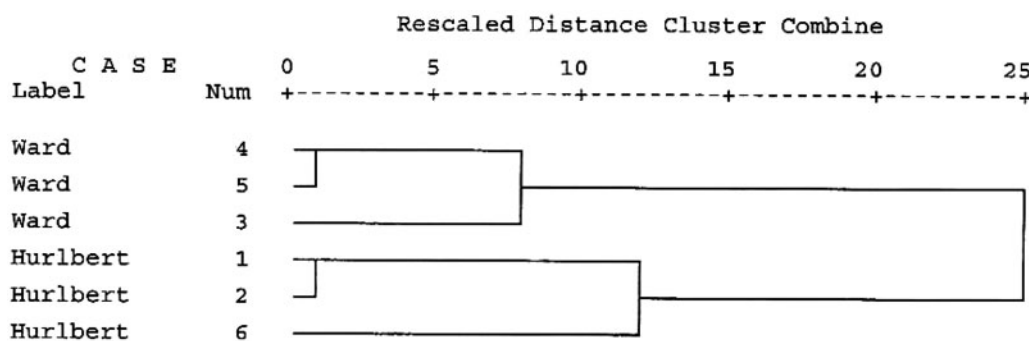 Rescaled Distance Cluster Combine
C A S E 0 5 10 15 20 25
Label Num +---------+---------+---------+---------+---------+
Ward 4
Ward 5
Ward 3
Hurlbert 1
Hurlbert 2
Hurlbert 6